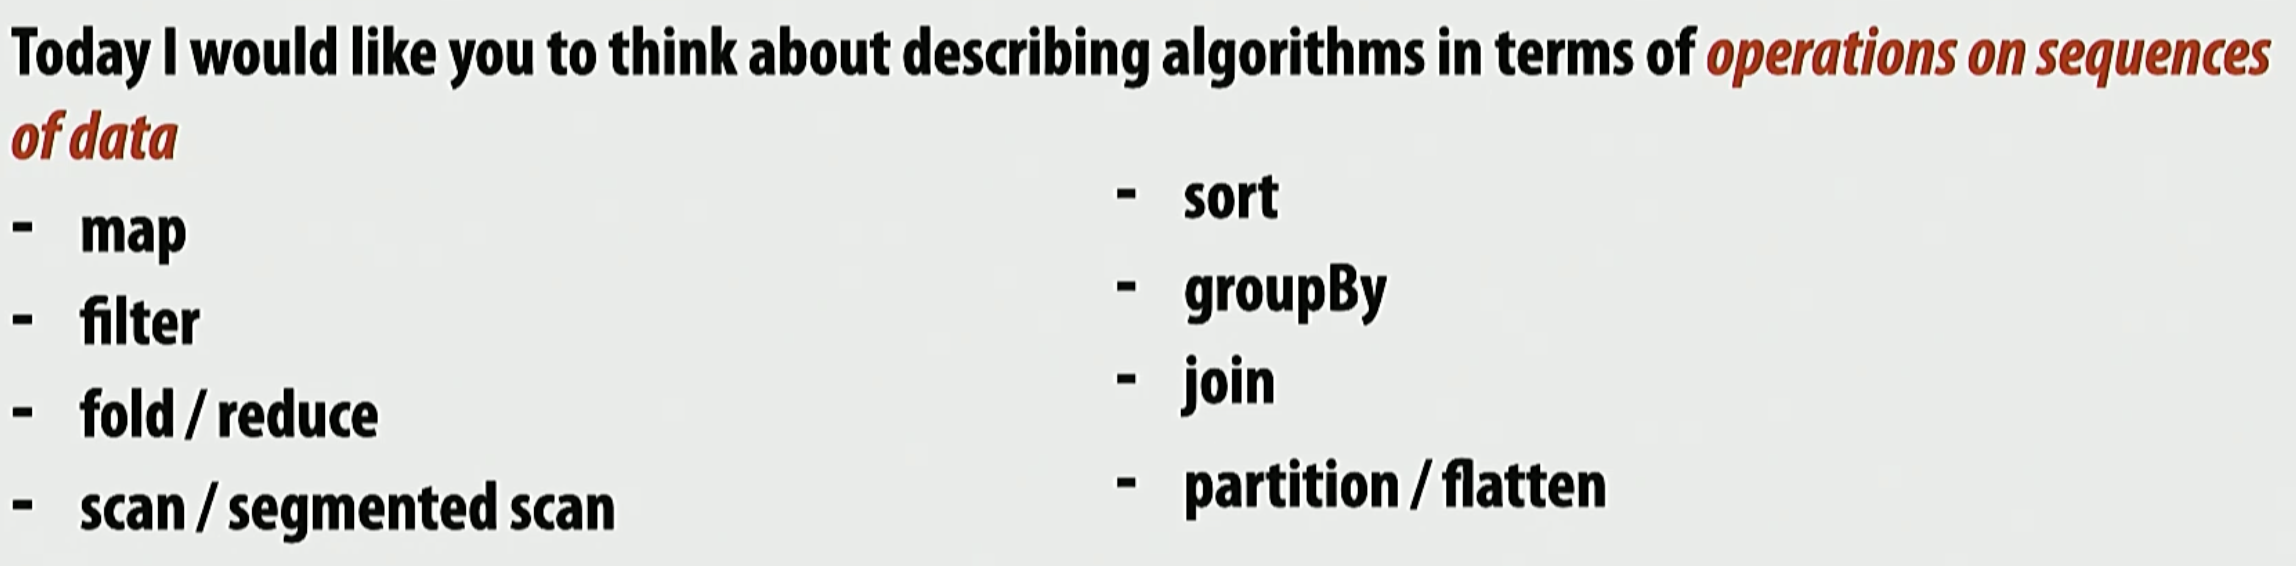 Today I would like you to think about describing algorithms in terms of operations on sequences
of data
- map
- filter
- fold / reduce
- scan / segmented scan
- sort
- groupBy
- join
- partition / flatten